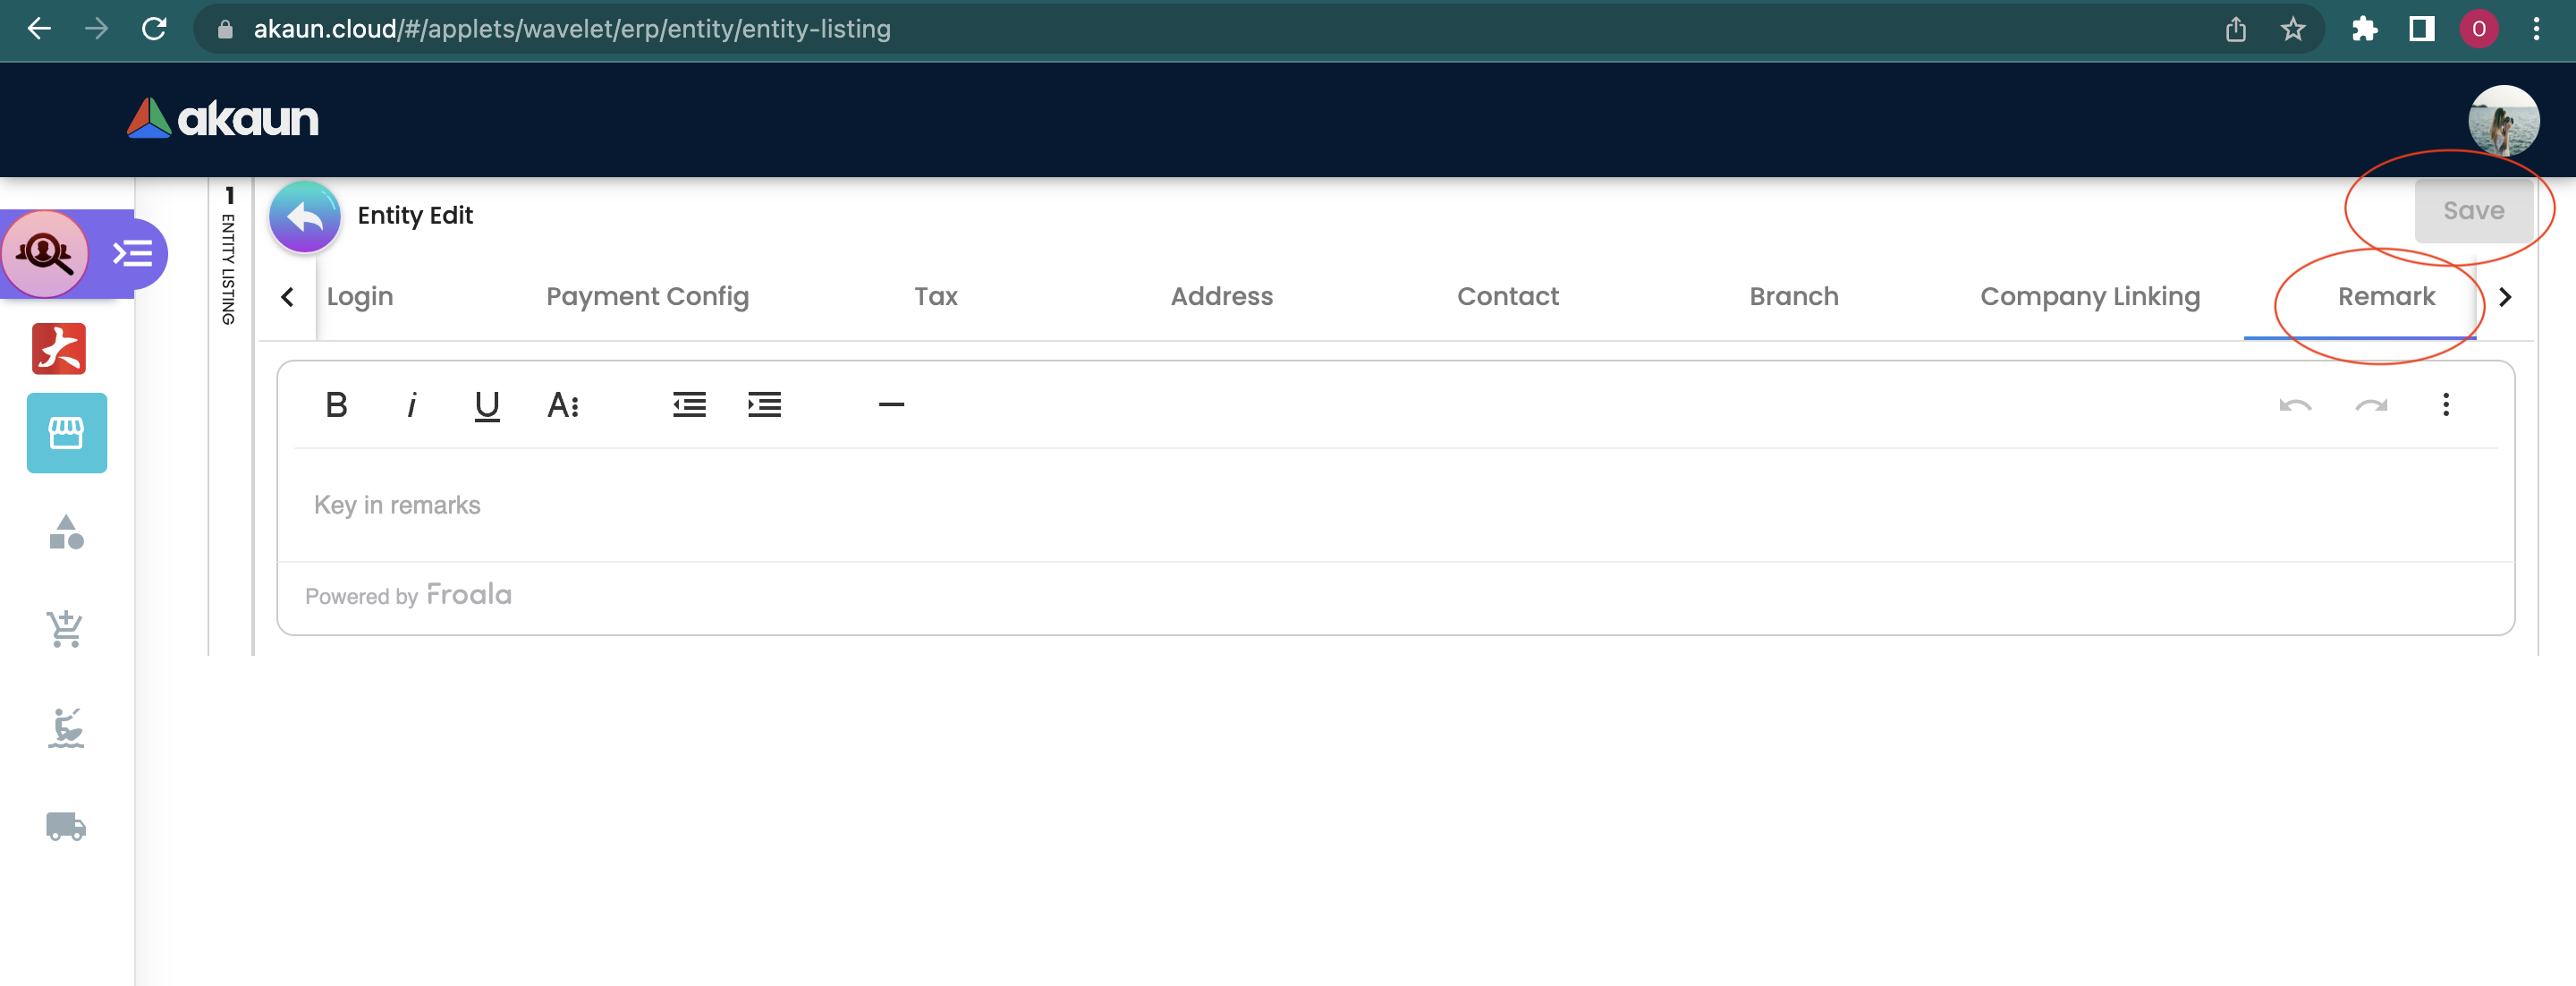 akaun.cloud/#/applets/wavelet/erp/entity/entity-listing
O
akaun
1
ENTITY LISTING
Entity Edit
Save
Login
Payment Config
Tax
Address
Contact
Branch
Company Linking
Remark
B i U A
Key in remarks
Powered by Froala